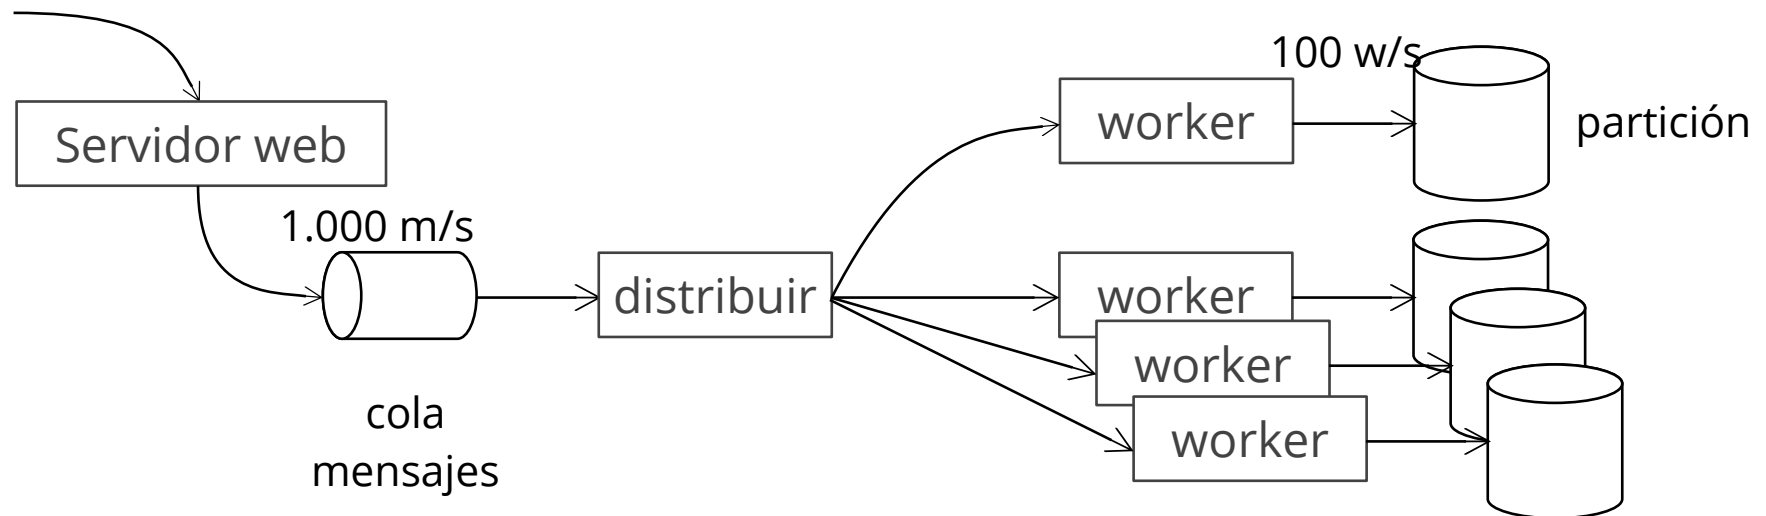 100 w/s
worker
partición
Servidor web
1.000 m/s
distribuir
worker
worker
worker
cola
mensajes